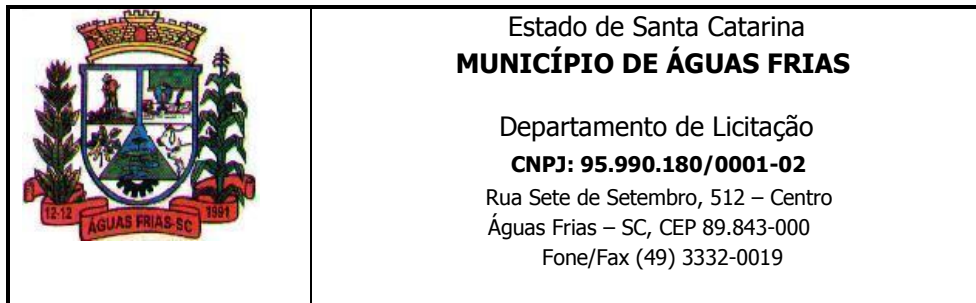 12-12
ÁGUAS FRIAS-SC
1991
Estado de Santa Catarina
MUNICÍPIO DE ÁGUAS FRIAS
Departamento de Licitação
CNPJ: 95.990.180/0001-02
Rua Sete de Setembro, 512 – Centro
Águas Frias – SC, CEP 89.843-000
Fone/Fax (49) 3332-0019